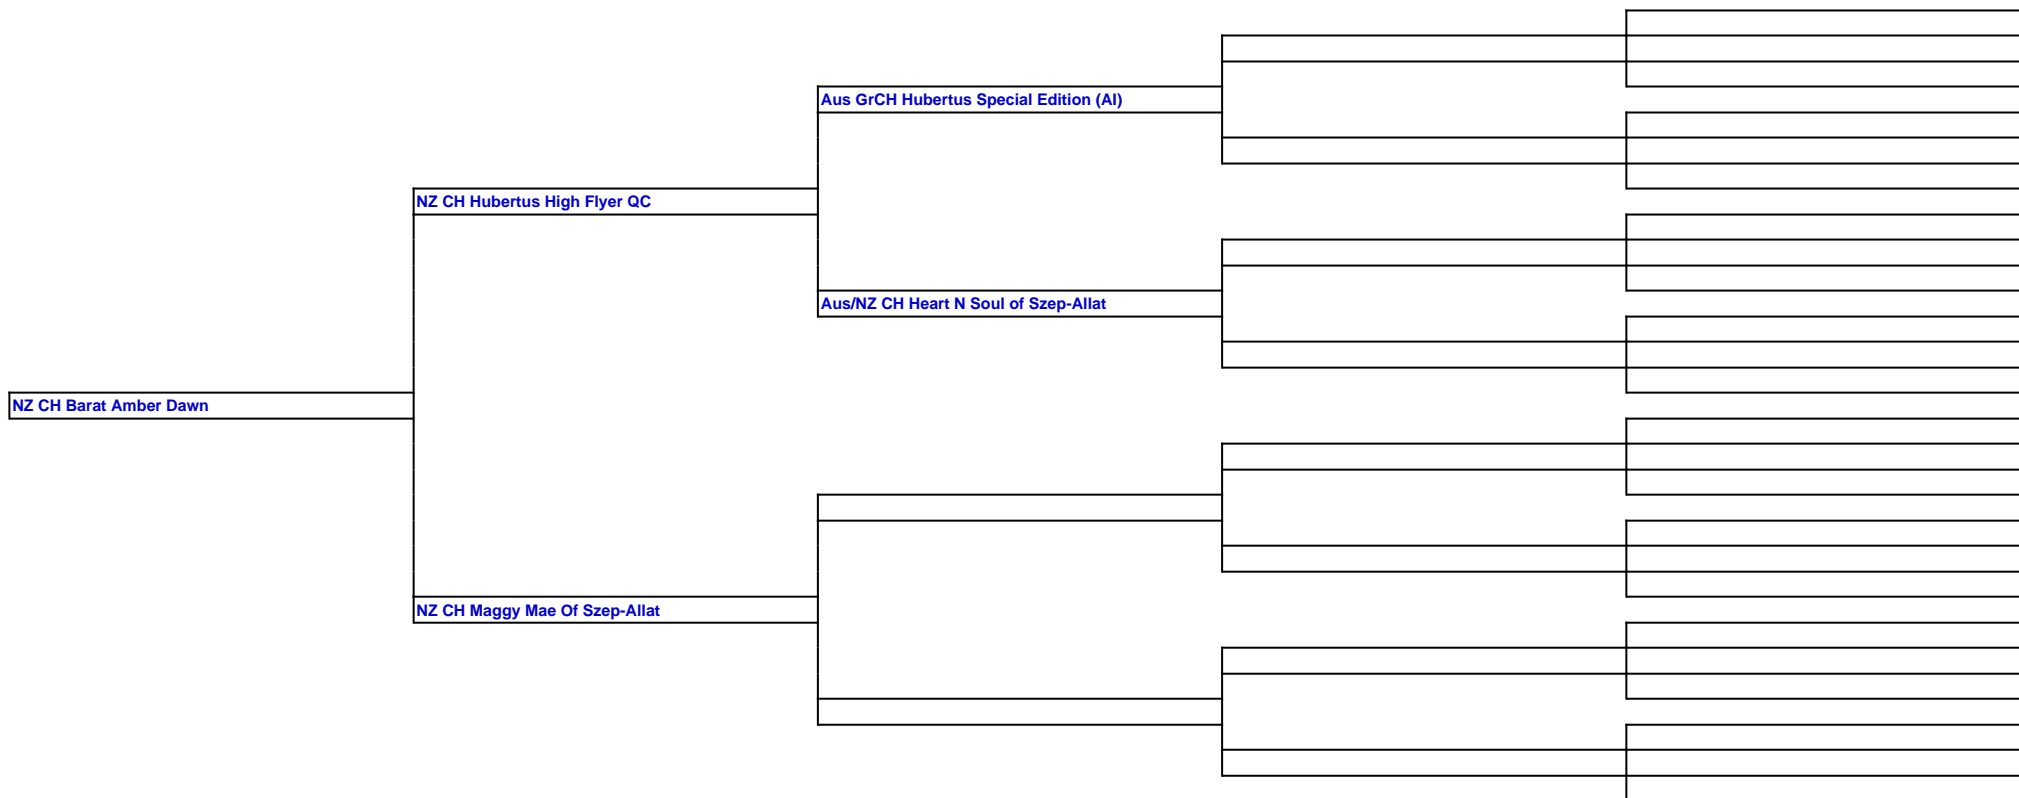 Aus GrCH Hubertus Special Edition (AI)
NZ CH Hubertus High Flyer QC
Aus/NZ CH Heart N Soul of Szep-Allat
NZ CH Barat Amber Dawn
NZ CH Maggy Mae Of Szep-Allat